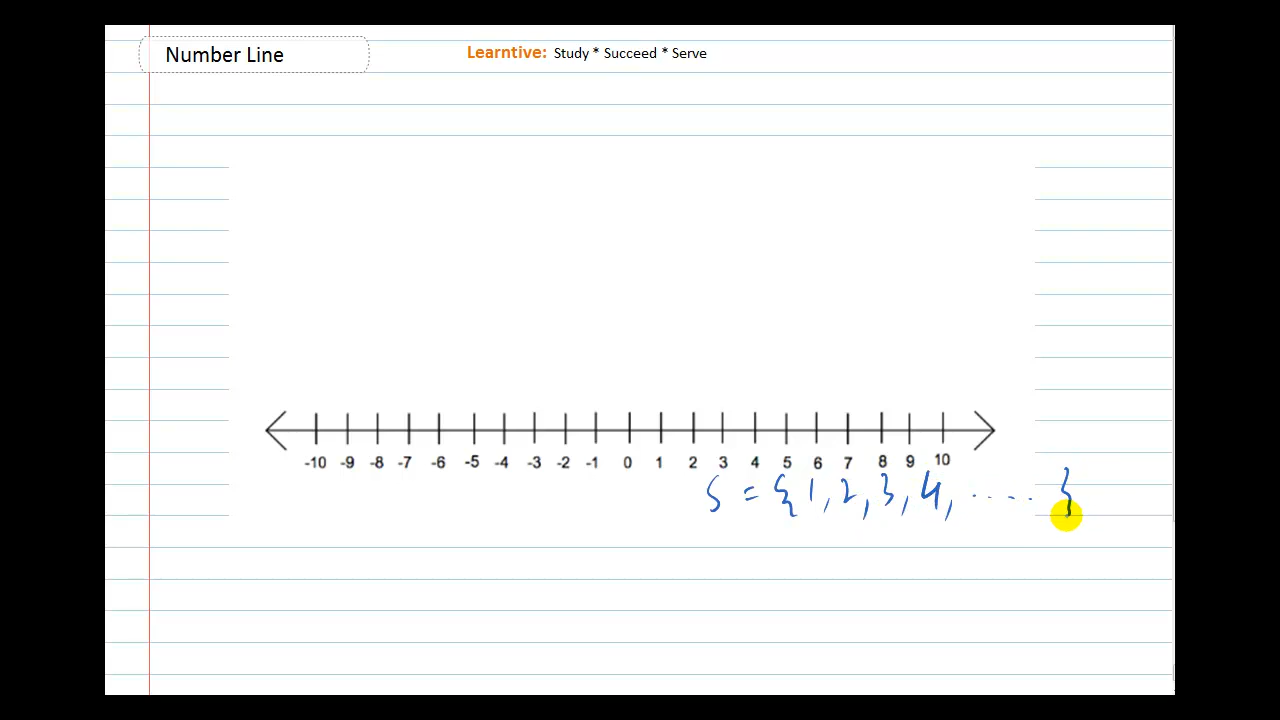 Number Line
Learntive: Study * Succeed * Serve
-10 -9 -8 -7 -6 -5 -4 -3 -2 -1 0 1 2 3 4 5 6 7 8 9 10
S = {1, 2, 3, 4, ..... }